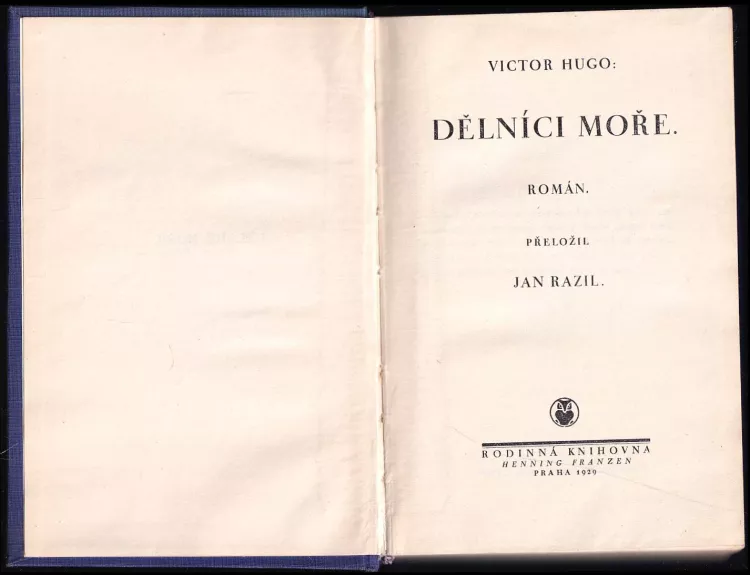 VICTOR HUGO:
DĚLNÍCI MOŘE.
ROMÁN.
PŘELOŽIL
JAN RAZIL.
RODINNÁ KNIHOVNA
HENNING FRANZEN
PRAHA 1929